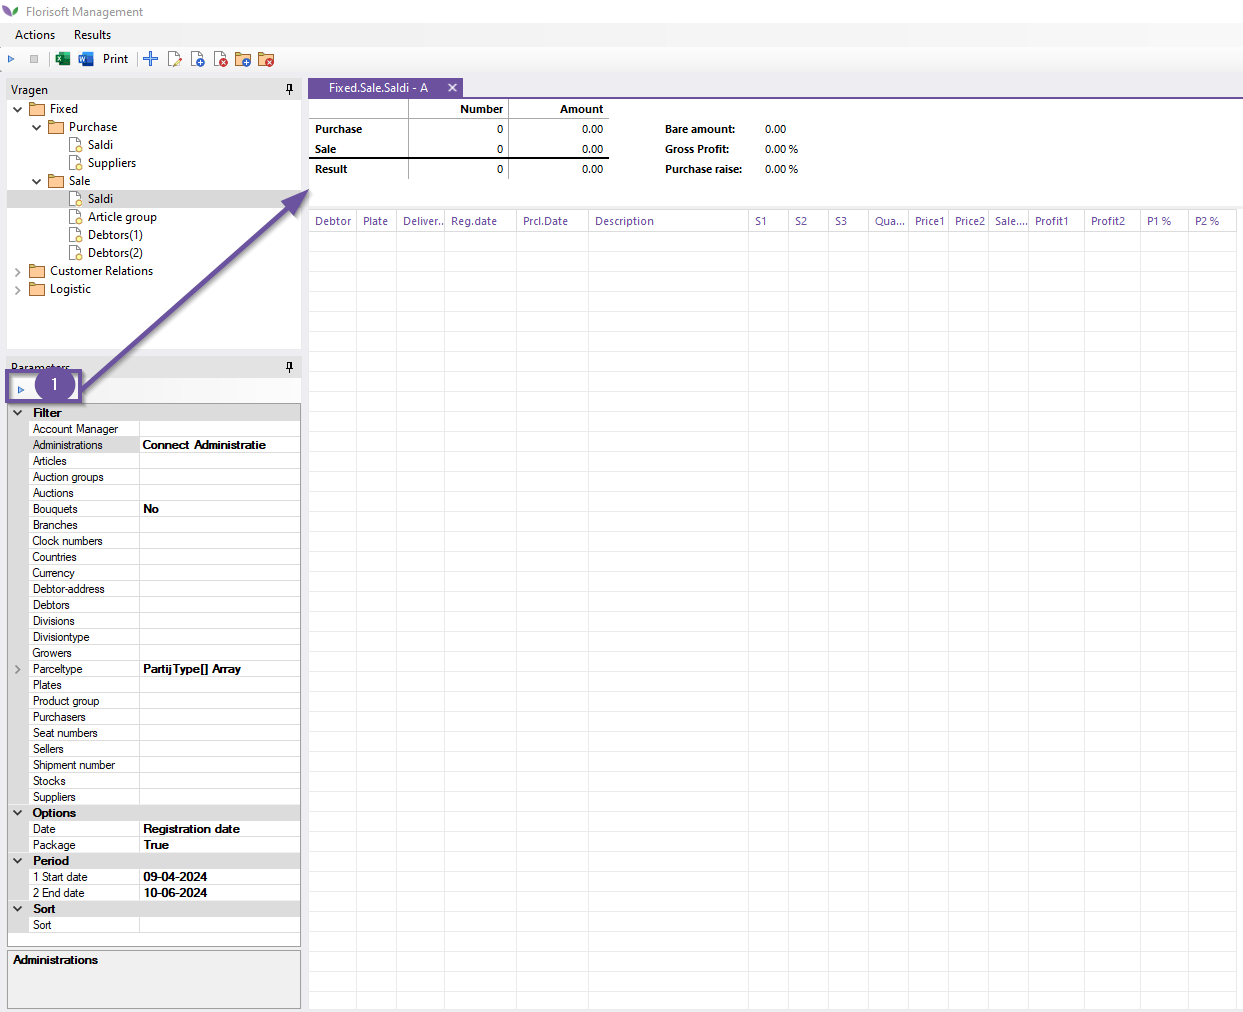 Florisoft Management
Actions Results
Print
Vragen
Fixed
Purchase
Saldi
Suppliers
Sale
Saldi
Article group
Debtors(1)
Debtors(2)
Customer Relations
Logistic
Parameters
1
Filter
Account Manager
Administrations Connect Administratie
Articles
Auction groups
Auctions
Bouquets No
Branches
Clock numbers
Countries
Currency
Debtor-address
Debtors
Divisions
Divisiontype
Growers
Parceltype PartijType[] Array
Plates
Product group
Purchasers
Seat numbers
Sellers
Shipment number
Stocks
Suppliers
Options
Date Registration date
Package True
Period
1 Start date 09-04-2024
2 End date 10-06-2024
Sort
Sort
Administrations
Fixed.Sale.Saldi - A
Number Amount
Purchase 0 0.00 Bare amount: 0.00
Sale 0 0.00 Gross Profit: 0.00 %
Result 0 0.00 Purchase raise: 0.00 %
Debtor Plate Deliver.. Reg.date Prcl.Date Description S1 S2 S3 Qua... Price1 Price2 Sale.... Profit1 Profit2 P1 % P2 %